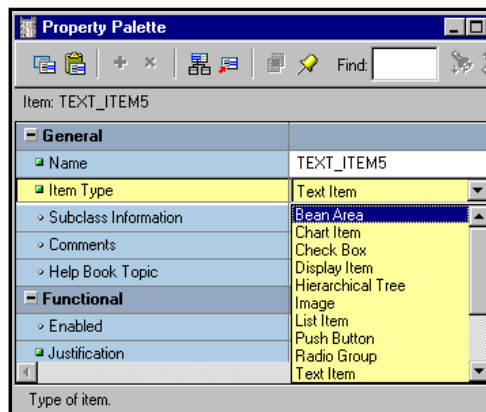 Property Palette
Find:
Item: TEXT_ITEM5
General
Name TEXT_ITEM5
Item Type Text Item
Subclass Information
Comments
Help Book Topic
Functional
Enabled
Justification
Bean Area
Chart Item
Check Box
Display Item
Hierarchical Tree
Image
List Item
Push Button
Radio Group
Text Item
Type of item.